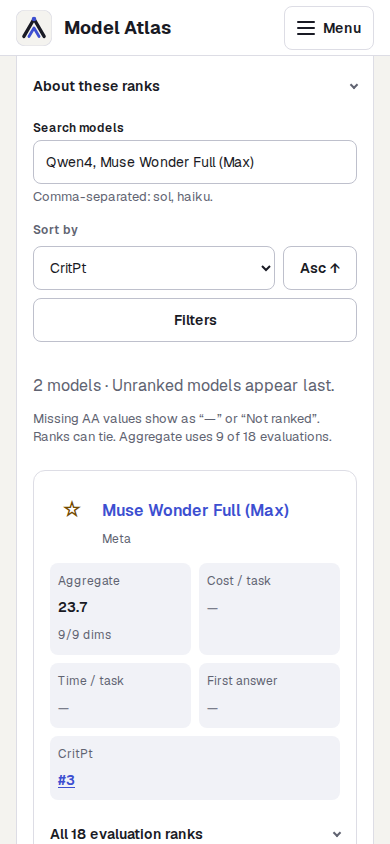 Model Atlas
Menu
About these ranks
Search models
Qwen4, Muse Wonder Full (Max)
Comma-separated: sol, haiku.
Sort by
CritPt
Asc ↑
Filters
2 models · Unranked models appear last.
Missing AA values show as “—” or “Not ranked”.
Ranks can tie. Aggregate uses 9 of 18 evaluations.
☆ Muse Wonder Full (Max)
Meta
Aggregate
23.7
9/9 dims
Cost / task
—
Time / task
—
First answer
—
CritPt
#3
All 18 evaluation ranks